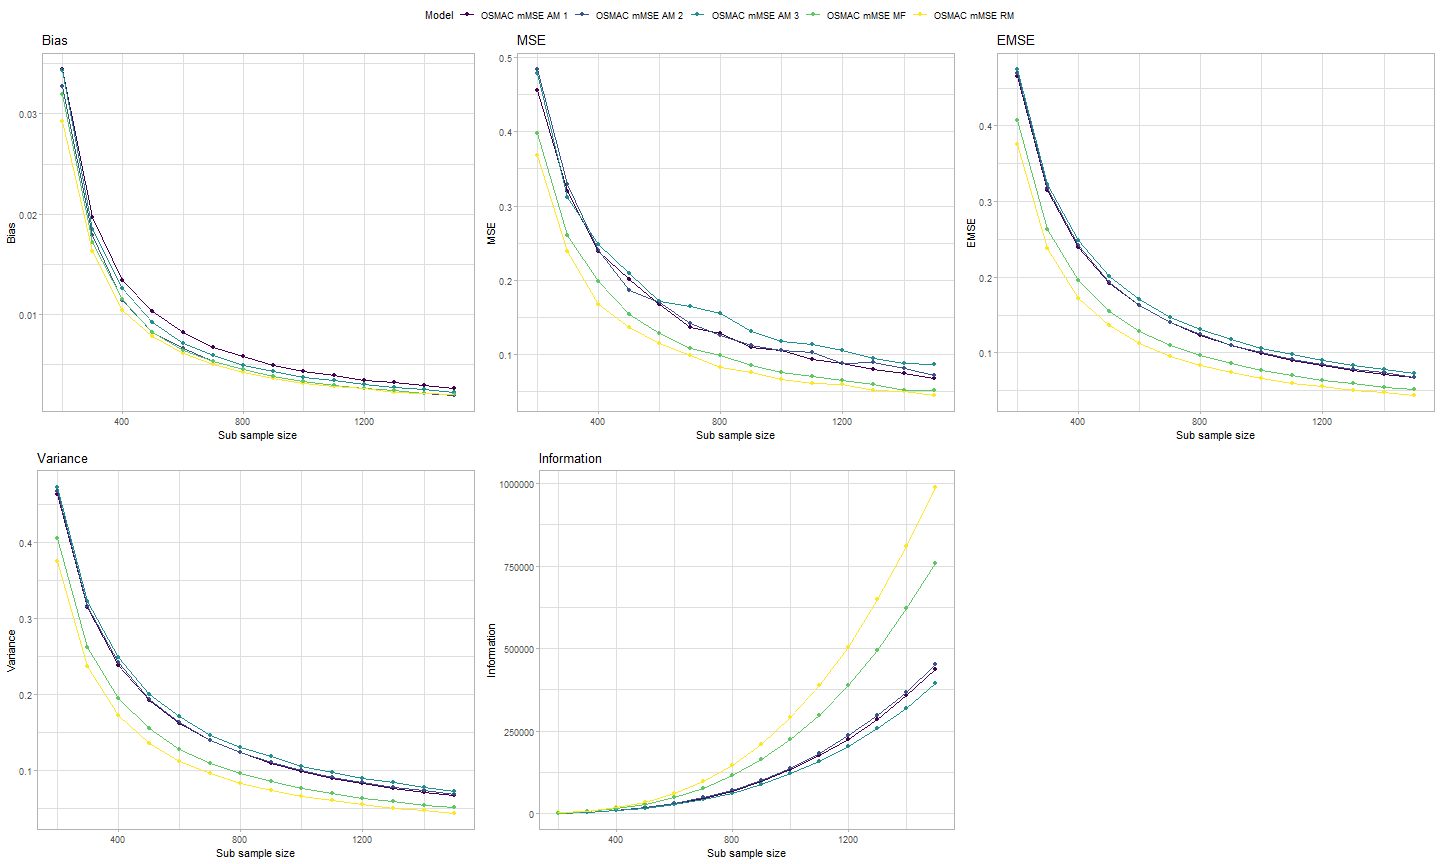 Model OSMAC mMSE AM 1 OSMAC mMSE AM 2 OSMAC mMSE AM 3 OSMAC mMSE MF OSMAC mMSE RM
Bias
0.03
0.02
0.01
Bias
400 1200
Sub sample size
MSE
0.5
0.4
0.3
0.2
0.1
MSE
400 800 1200
Sub sample size
EMSE
0.4
0.3
0.2
0.1
EMSE
400 800 1200
Sub sample size
Variance
0.4
0.3
0.2
0.1
Variance
400 800 1200
Sub sample size
Information
1000000
750000
500000
250000
0
Information
400 800 1200
Sub sample size